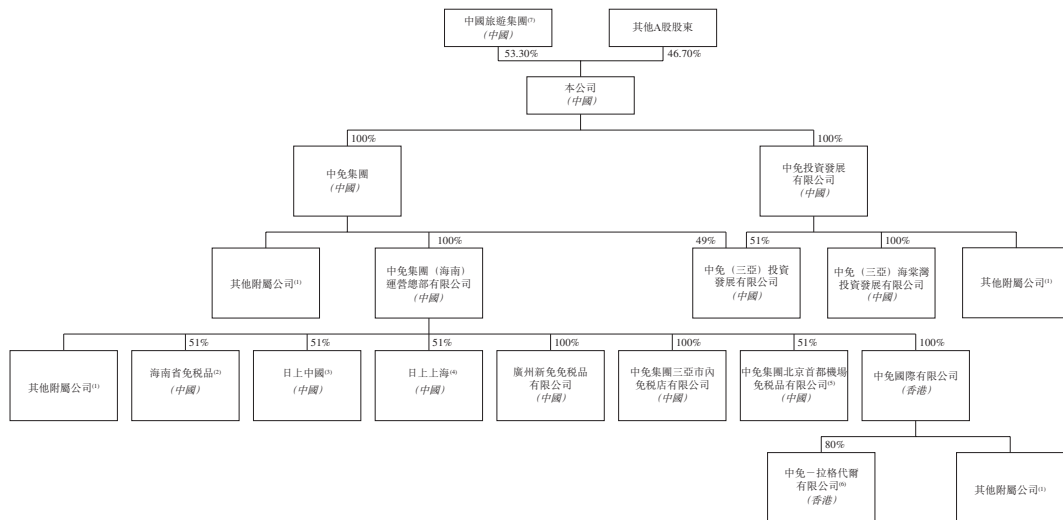 中國旅遊集團⁽⁷⁾
(中國)
其他A股股東
53.30%
46.70%
本公司
(中國)
100%
100%
中免集團
(中國)
中免投資發展
有限公司
(中國)
100%
49%
51%
100%
其他附屬公司⁽¹⁾
中免集團（海南）
運營總部有限公司
(中國)
中免（三亞）投資
發展有限公司
(中國)
中免（三亞）海棠灣
投資發展有限公司
(中國)
其他附屬公司⁽¹⁾
51%
51%
51%
100%
100%
51%
100%
其他附屬公司⁽¹⁾
海南省免稅品⁽²⁾
(中國)
日上中國⁽³⁾
(中國)
日上上海⁽⁴⁾
(中國)
廣州新免免稅品
有限公司
(中國)
中免集團三亞市內
免稅店有限公司
(中國)
中免集團北京首都機場
免稅品有限公司⁽⁵⁾
(中國)
中免國際有限公司
(香港)
80%
中免－拉格代爾
有限公司⁽⁶⁾
(香港)
其他附屬公司⁽¹⁾